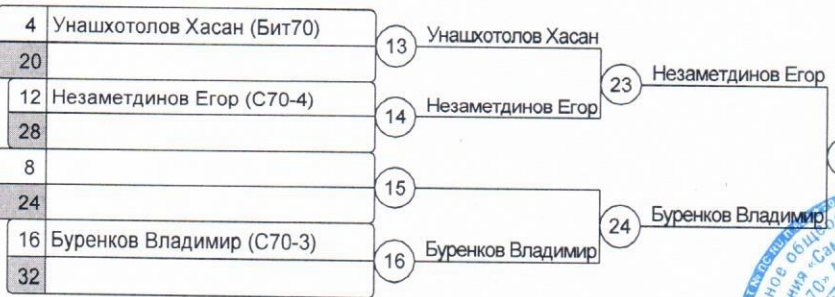 4 Унашхотолов Хасан (Бит70)
20
12 Незаметдинов Егор (С70-4)
28
8
24
16 Буренков Владимир (С70-3)
32
13 Унашхотолов Хасан
14 Незаметдинов Егор
15
16 Буренков Владимир
23 Незаметдинов Егор
24 Буренков Владимир